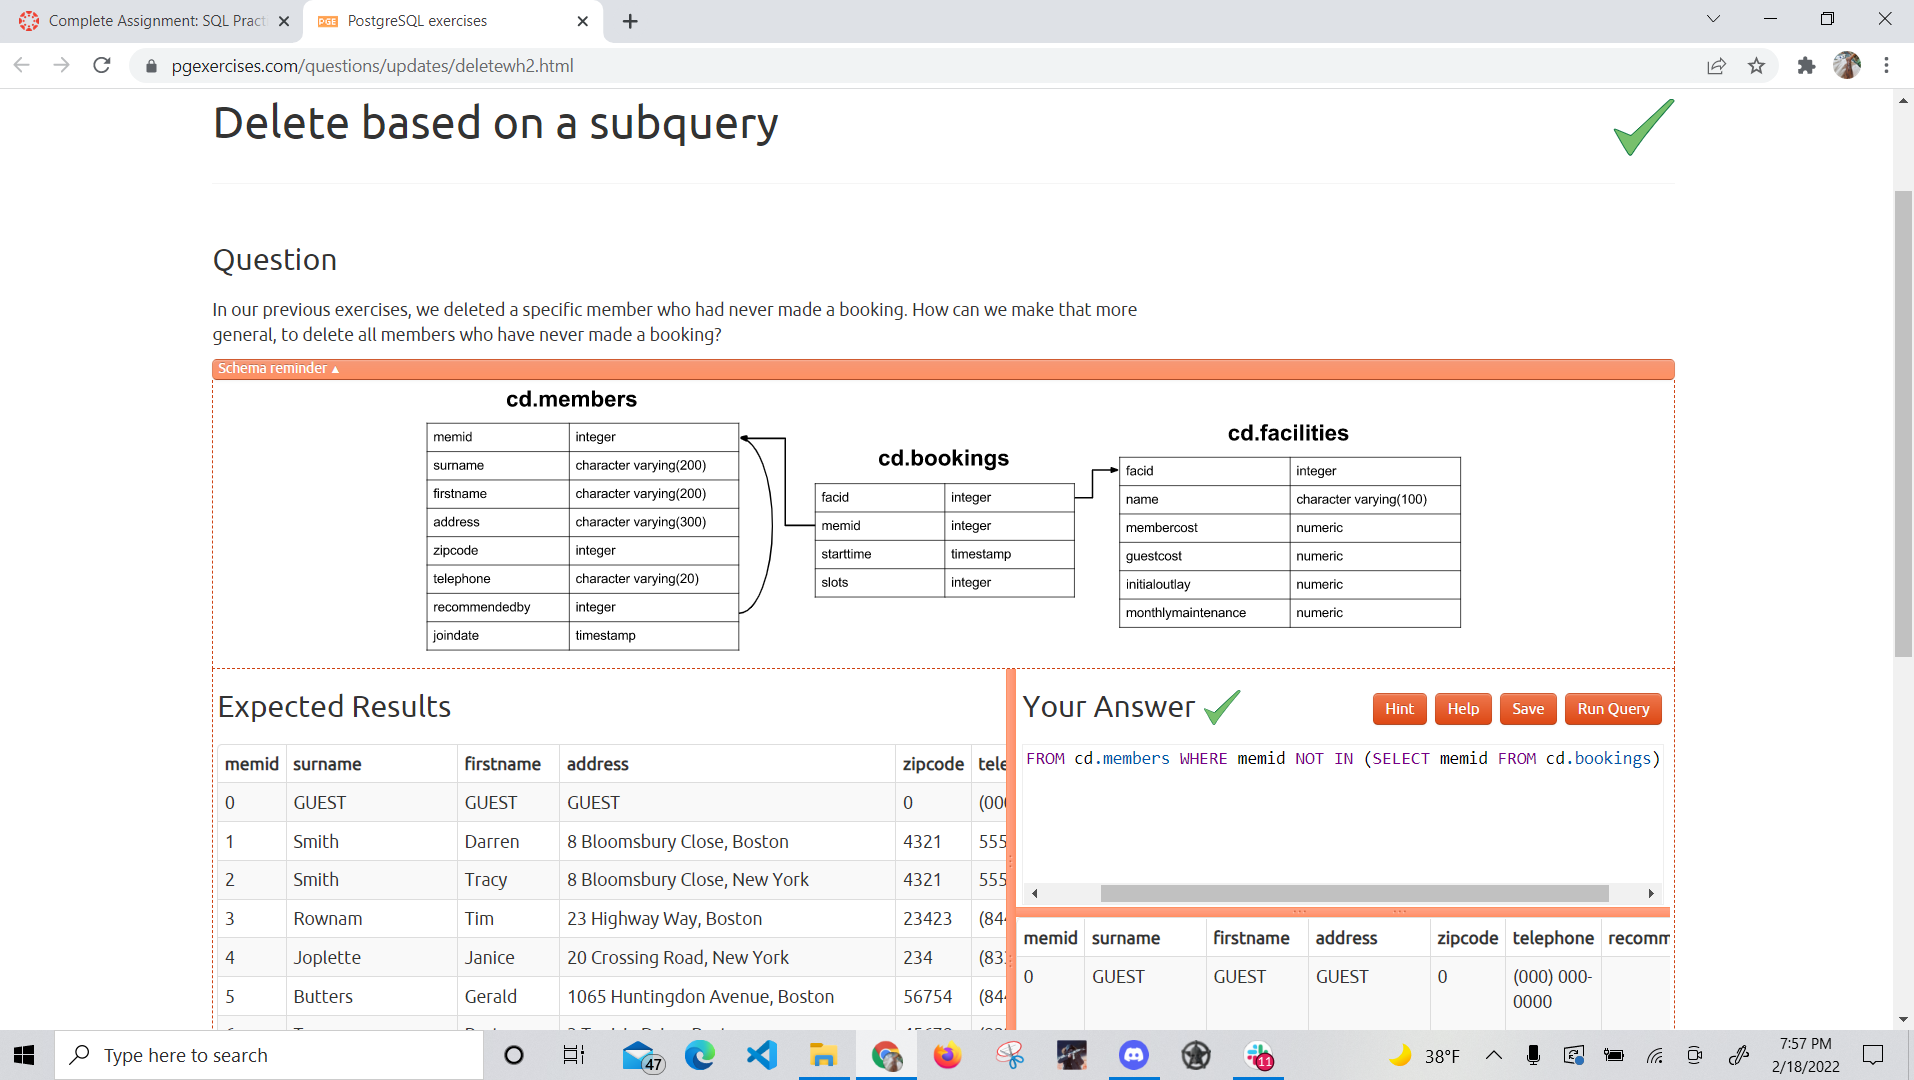 Complete Assignment: SQL Pract
PGE PostgreSQL exercises
pgexercises.com/questions/updates/deletewh2.html
Delete based on a subquery
Question
In our previous exercises, we deleted a specific member who had never made a booking. How can we make that more
general, to delete all members who have never made a booking?
Schema reminder ▲
cd.members
memid integer
surname character varying(200)
firstname character varying(200)
address character varying(300)
zipcode integer
telephone character varying(20)
recommendedby integer
joindate timestamp
cd.bookings
facid integer
memid integer
starttime timestamp
slots integer
cd.facilities
facid integer
name character varying(100)
membercost numeric
guestcost numeric
initialoutlay numeric
monthlymaintenance numeric
Expected Results
memid surname firstname address zipcode tele
0 GUEST GUEST GUEST 0 (000
1 Smith Darren 8 Bloomsbury Close, Boston 4321 555
2 Smith Tracy 8 Bloomsbury Close, New York 4321 555
3 Rownam Tim 23 Highway Way, Boston 23423 (844
4 Joplette Janice 20 Crossing Road, New York 234 (833
5 Butters Gerald 1065 Huntingdon Avenue, Boston 56754 (844
Your Answer
Hint Help Save Run Query
FROM cd.members WHERE memid NOT IN (SELECT memid FROM cd.bookings)
memid surname firstname address zipcode telephone recomm
0 GUEST GUEST GUEST 0 (000) 000-
0000
Type here to search
47
11
38°F
7:57 PM
2/18/2022